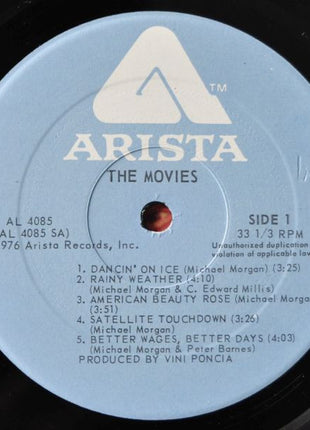 TM
ARISTA
THE MOVIES
AL 4085
AL 4085 SA)
976 Arista Records, Inc.
SIDE 1
33 1/3 RPM
Unauthorized duplication
violation of applicable law
1. DANCIN' ON ICE (Michael Morgan) (3:25)
2. RAINY WEATHER (4:10)
(Michael Morgan & C. Edward Millis)
3. AMERICAN BEAUTY ROSE (Michael Morgan
(3:51)
4. SATELLITE TOUCHDOWN (3:26)
(Michael Morgan)
5. BETTER WAGES, BETTER DAYS (4:03)
(Michael Morgan & Peter Barnes)
PRODUCED BY VINI PONCIA